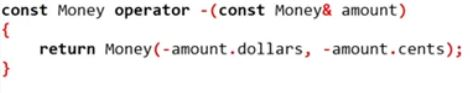 const Money operator -(const Money& amount)
{
    return Money(-amount.dollars, -amount.cents);
}